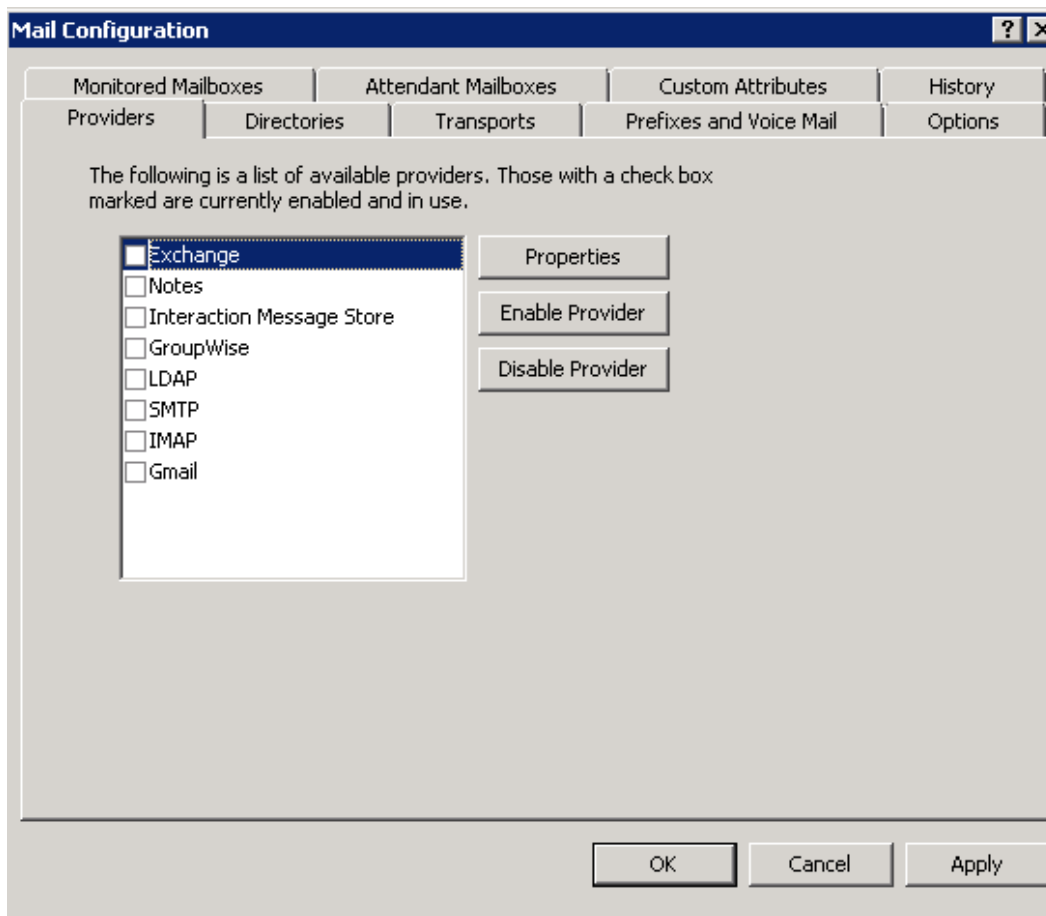 Mail Configuration
Monitored Mailboxes
Attendant Mailboxes
Custom Attributes
History
Providers
Directories
Transports
Prefixes and Voice Mail
Options
The following is a list of available providers. Those with a check box
marked are currently enabled and in use.
Exchange
Notes
Interaction Message Store
GroupWise
LDAP
SMTP
IMAP
Gmail
Properties
Enable Provider
Disable Provider
OK
Cancel
Apply